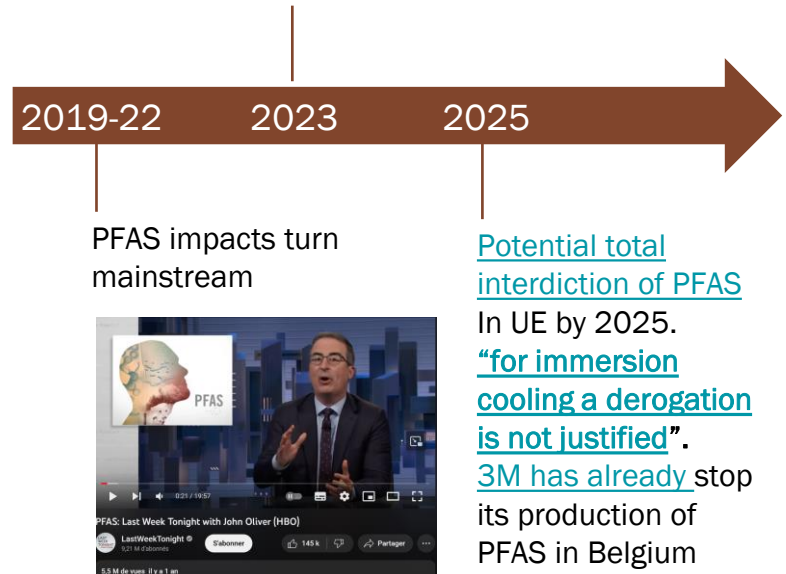 2019-22 2023 2025
PFAS impacts turn
mainstream
Potential total
interdiction of PFAS
In UE by 2025.
“for immersion
cooling a derogation
is not justified”.
3M has already stop
its production of
PFAS in Belgium
PFAS
0:21 / 19:57
PFAS: Last Week Tonight with John Oliver (HBO)
LastWeekTonight
9,21 M d'abonnés
S'abonner
145 k
Partager
5,5 M de vues il y a 1 an